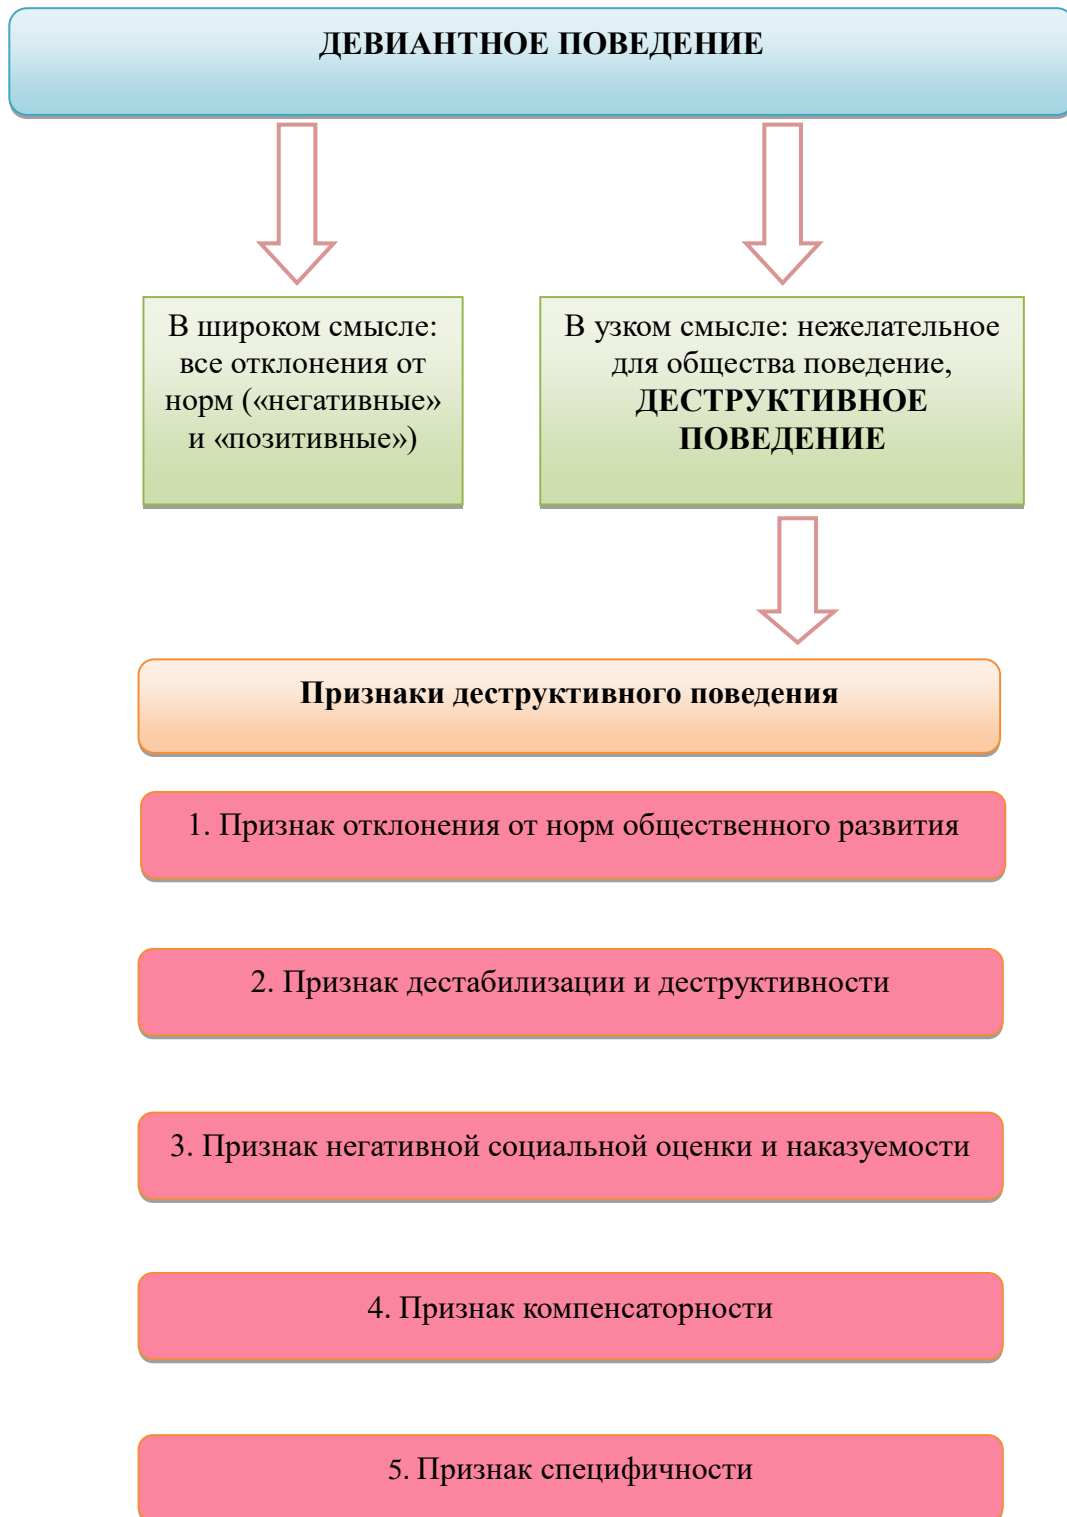 ДЕВИАНТНОЕ ПОВЕДЕНИЕ
В широком смысле:
все отклонения от
норм («негативные»
и «позитивные»)
В узком смысле: нежелательное
для общества поведение,
ДЕСТРУКТИВНОЕ
ПОВЕДЕНИЕ
Признаки деструктивного поведения
1. Признак отклонения от норм общественного развития
2. Признак дестабилизации и деструктивности
3. Признак негативной социальной оценки и наказуемости
4. Признак компенсаторности
5. Признак специфичности